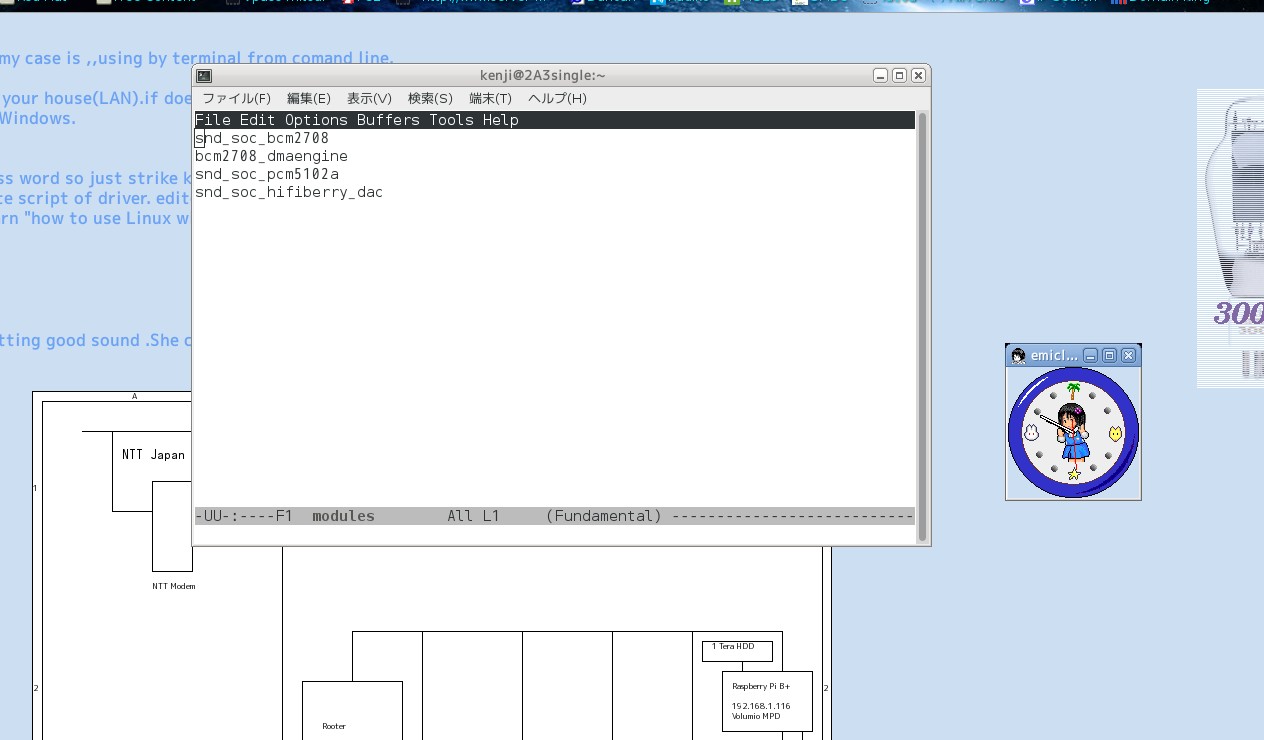 my case is ,,using by terminal from comand line.
your house(LAN).if doe
Windows.
ss word so just strike k
te script of driver. edit
rn "how to use Linux w
tting good sound .She
kenji@2A3single:~
ファイル(F) 編集(E) 表示(V) 検索(S) 端末(T) ヘルプ(H)
File Edit Options Buffers Tools Help
snd_soc_bcm2708
bcm2708_dmaengine
snd_soc_pcm5102a
snd_soc_hifiberry_dac
-UU-:----F1 modules All L1 (Fundamental) ---------------------------
emicl...
300
A
1
NTT Japan
NTT Modem
2
Rooter
1 Tera HDD
Raspberry Pi B+
192.168.1.116
Volumio MPD
2